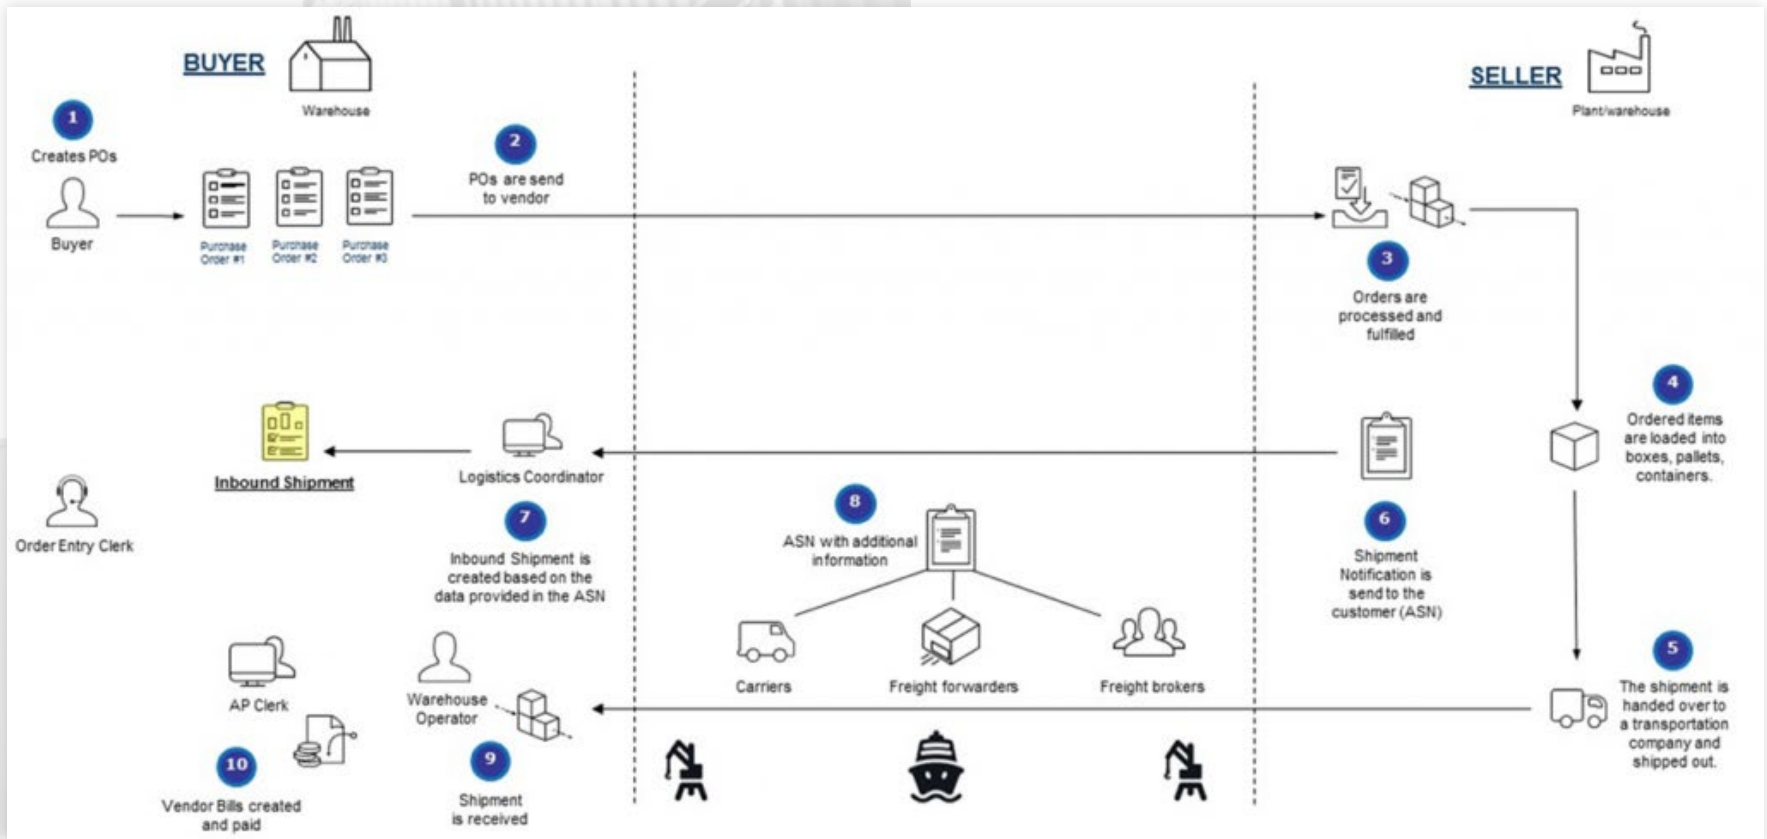 BUYER
Warehouse
SELLER
Plant/warehouse
1
Creates POs
Buyer
Purchase
Order #1
Purchase
Order #2
Purchase
Order #3
2
POs are send
to vendor
3
Orders are
processed and
fulfilled
4
Ordered items
are loaded into
boxes, pallets,
containers.
5
The shipment is
handed over to
a transportation
company and
shipped out.
6
Shipment
Notification is
send to the
customer (ASN)
Logistics Coordinator
7
Inbound Shipment is
created based on the
data provided in the ASN
Inbound Shipment
Order Entry Clerk
8
ASN with additional
information
Carriers
Freight forwarders
Freight brokers
Warehouse
Operator
9
Shipment
is received
AP Clerk
10
Vendor Bills created
and paid